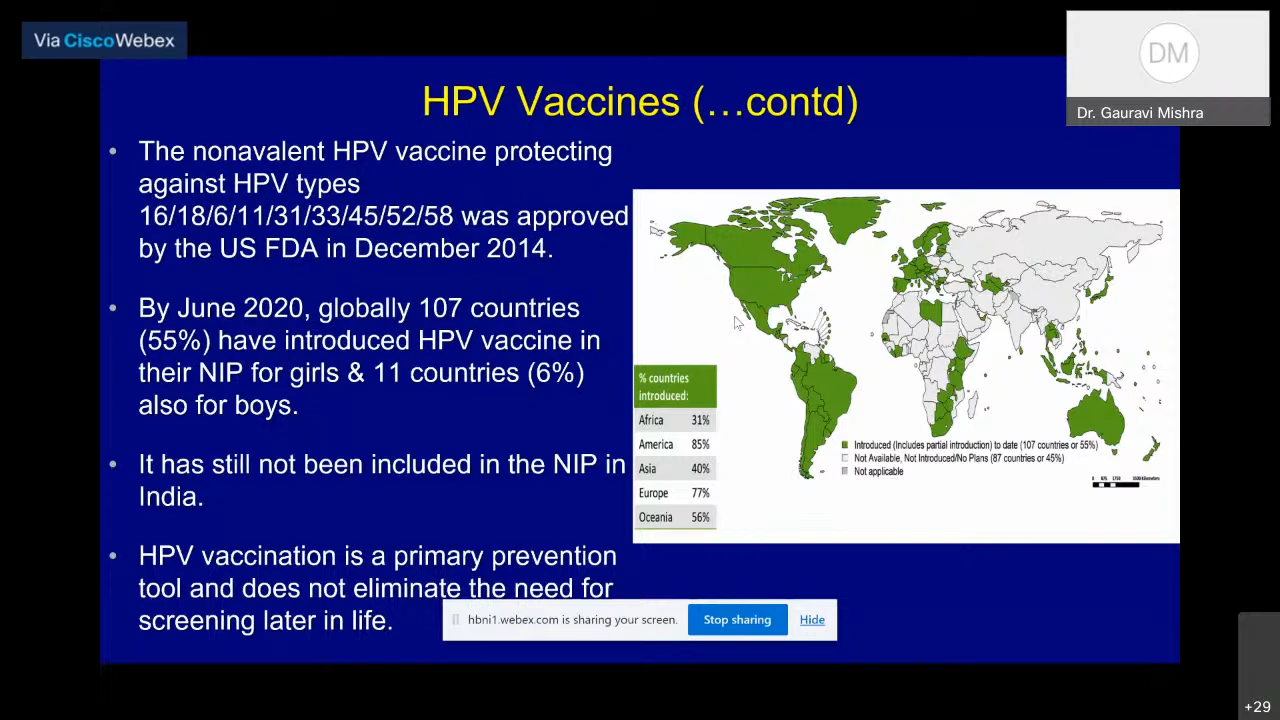 Via Cisco Webex
DM
Dr. Gauravi Mishra
HPV Vaccines (…contd)
• The nonavalent HPV vaccine protecting
against HPV types
16/18/6/11/31/33/45/52/58 was approved
by the US FDA in December 2014.
• By June 2020, globally 107 countries
(55%) have introduced HPV vaccine in
their NIP for girls & 11 countries (6%)
also for boys.
• It has still not been included in the NIP in
India.
• HPV vaccination is a primary prevention
tool and does not eliminate the need for
screening later in life.
% countries
introduced:
Africa 31%
America 85%
Asia 40%
Europe 77%
Oceania 56%
Introduced (Includes partial introduction) to date (107 countries or 55%)
Not Available, Not Introduced/No Plans (87 countries or 45%)
Not applicable
hbni1.webex.com is sharing your screen.
Stop sharing
Hide
+29